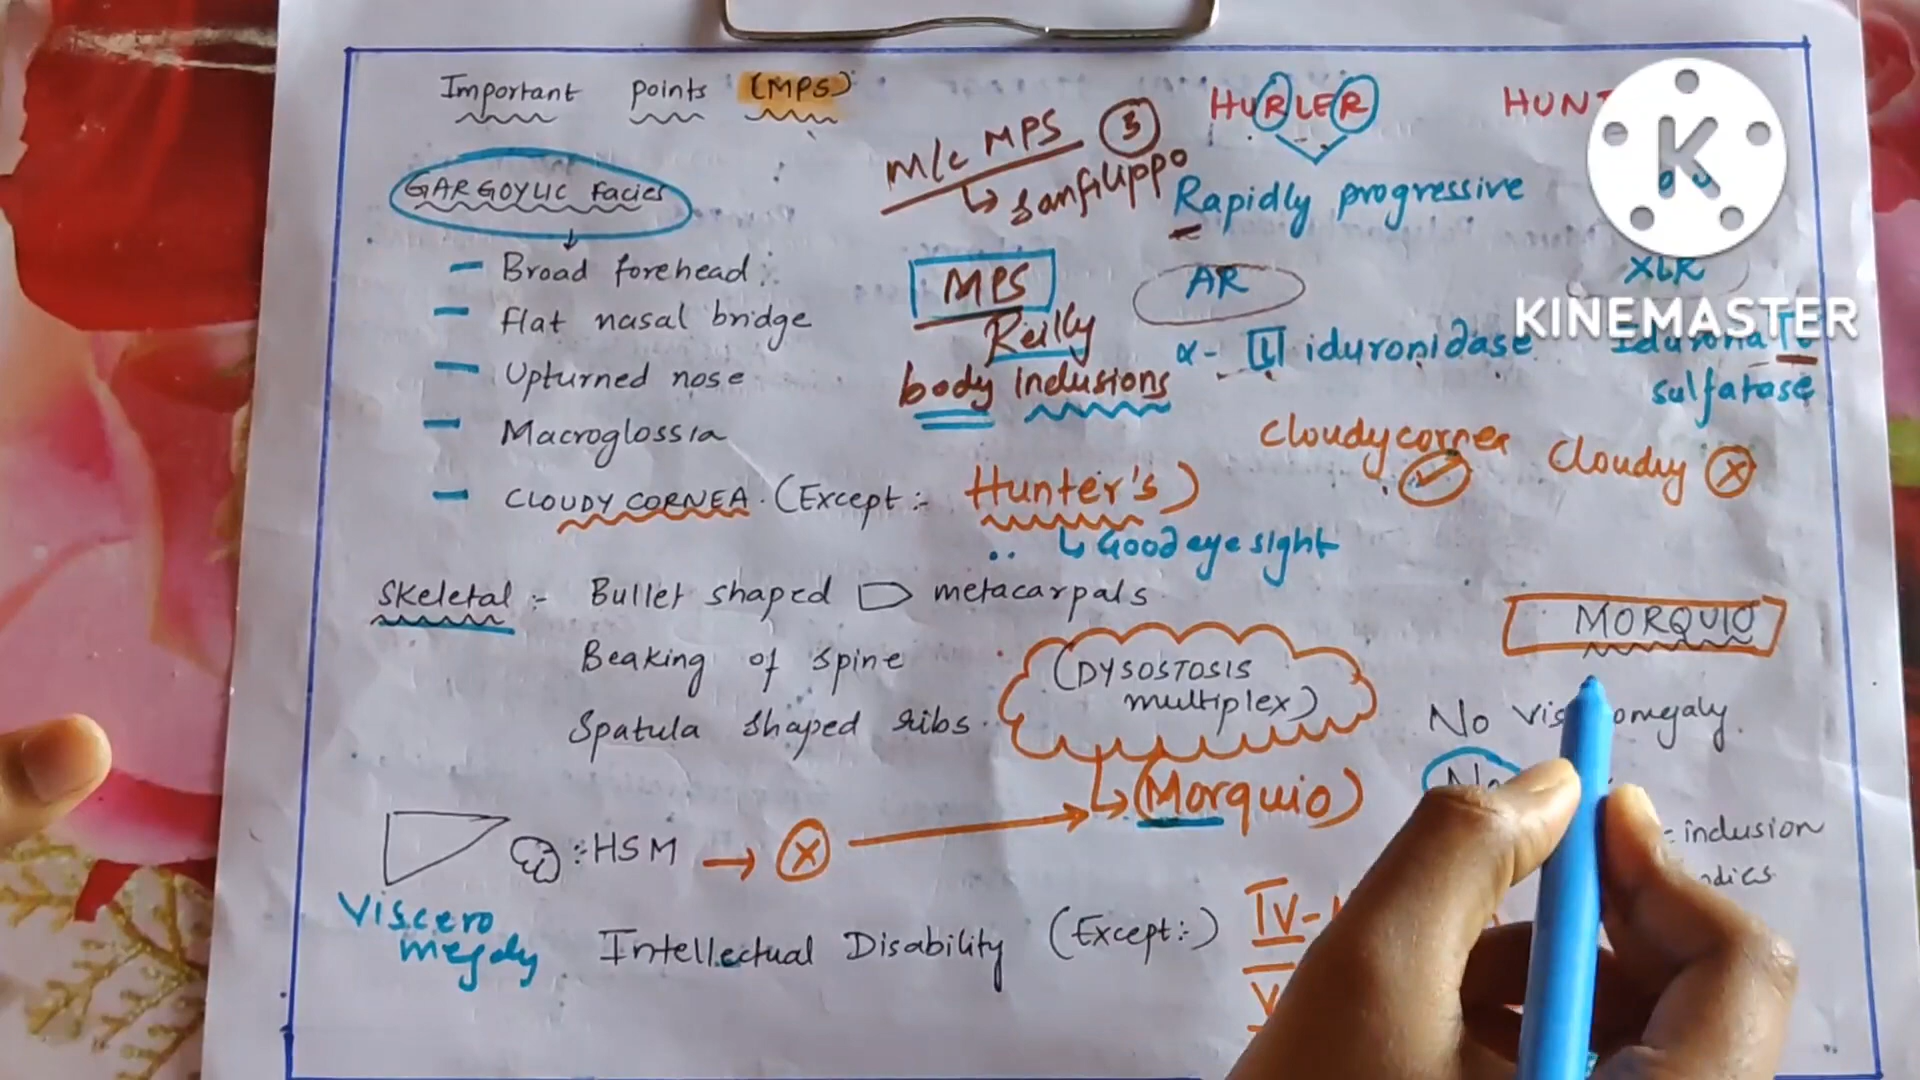 Important points (MPS)
GARGOYLIC Facies
Broad forehead
Flat nasal bridge
Upturned nose
Macroglossia
CLOUDY CORNEA. (Except:- Hunter's)
Good eye sight
M/c MPS 3
Sanfilippo
MPS
Reilly
body inclusions
HURLER
Rapidly progressive
AR
α- L iduronidase
cloudy cornea
XLR
sulfatase
Cloudy X
KINEMASTER
Skeletal :- Bullet shaped metacarpals
Beaking of spine
Spatula shaped ribs.
(DYSOSTOSIS
multiplex)
(Morquio)
:-HSM → X
Viscero
megaly
Intellectual Disability (Except:-) IV-
MORQUIO
No
No
inclusion